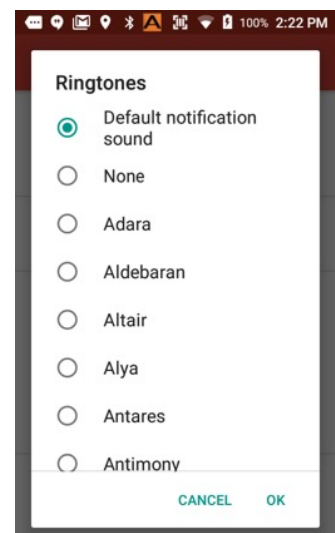 100% 2:22 PM
Ringtones
Default notification
sound
None
Adara
Aldebaran
Altair
Alya
Antares
Antimony
CANCEL OK